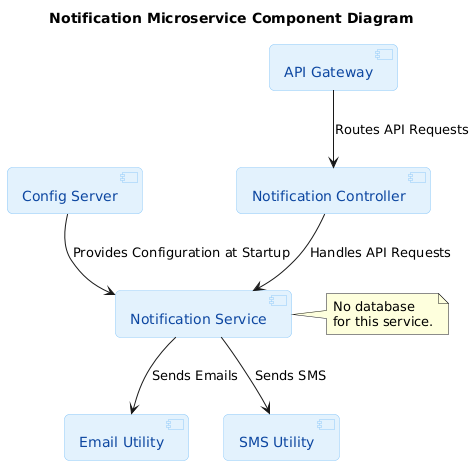 Notification Microservice Component Diagram
API Gateway
Routes API Requests
Config Server
Notification Controller
Provides Configuration at Startup
Handles API Requests
Notification Service
No database
for this service.
Sends Emails
Sends SMS
Email Utility
SMS Utility